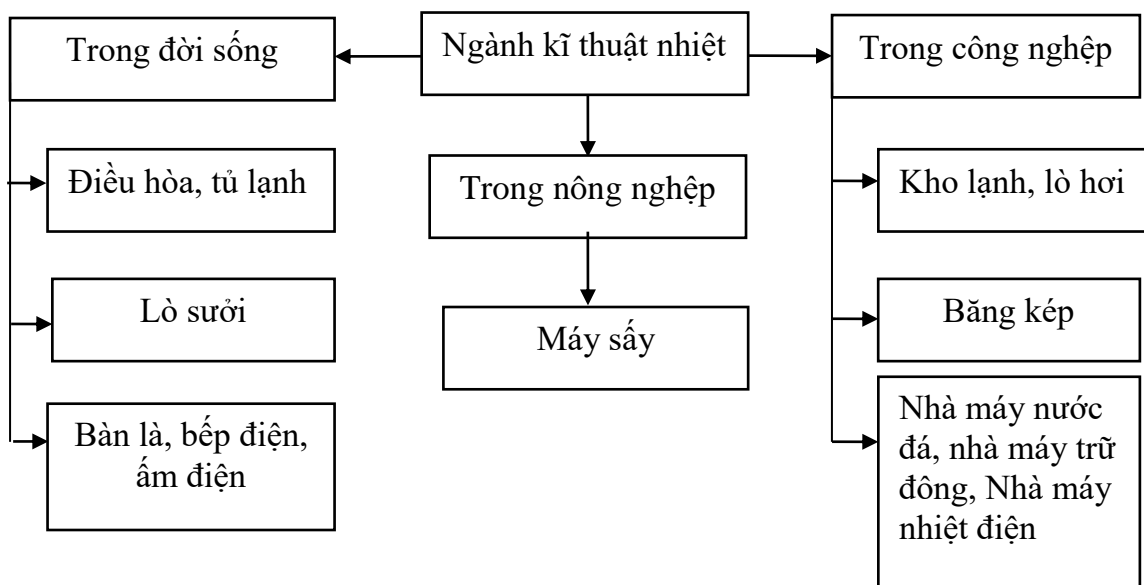 Trong đời sống
Ngành kĩ thuật nhiệt
Trong công nghệp
Điều hòa, tủ lạnh
Trong nông nghệp
Kho lạnh, lò hơi
Lò sưởi
Máy sấy
Băng kép
Bàn là, bếp điện,
ấm điện
Nhà máy nước
đá, nhà máy trữ
đông, Nhà máy
nhiệt điện